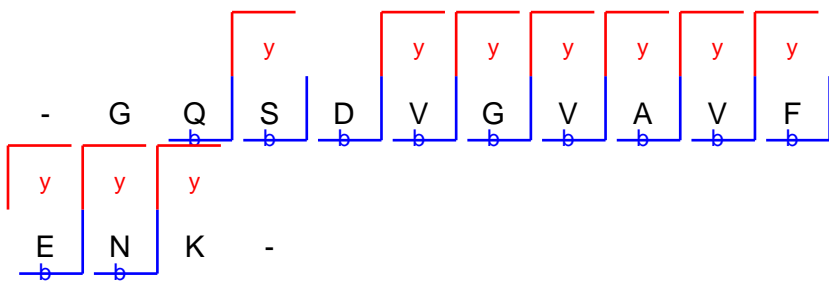 y y y y y y y
- G Q S D V G V A V F
b b b b b b b b
y y y
E N K -
b b